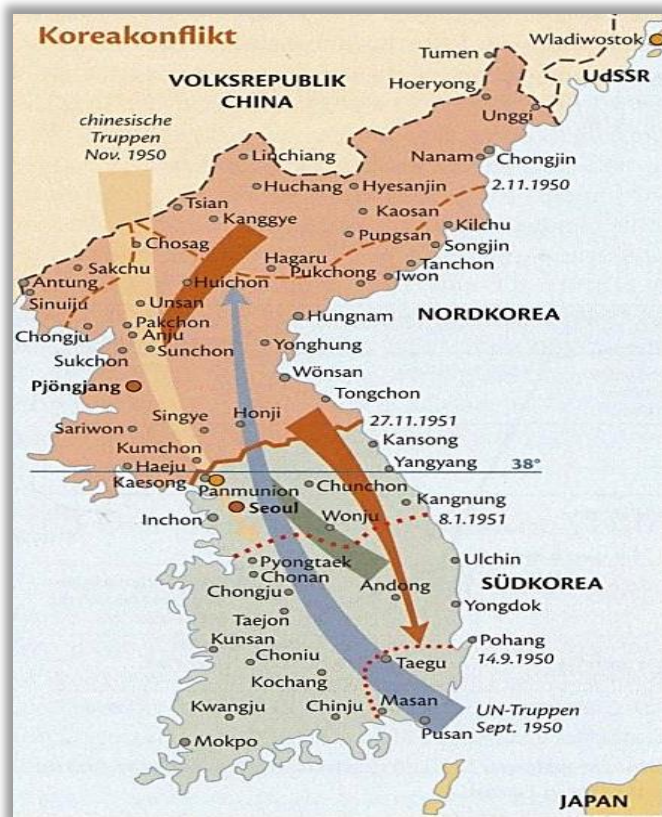 Koreakonflikt
Wladiwostok
Tumen
UdSSR
Hoeryong
VOLKSREPUBLIK
CHINA
Unggi
chinesische
Truppen
Nov. 1950
Linchiang
Nanam
Chongjin
Huchang
Hyesanjin
2.11.1950
Tsian
Kanggye
Kaosan
Kilchu
Chosag
Pungsan
Songjin
Sakchu
Hagaru
Tanchon
Antung
Huichon
Pukchong
Iwon
Sinuiju
Unsan
Hungnam
NORDKOREA
Chongju
Pakchon
Anju
Sukchon
Sunchon
Yonghung
Pjöngjang
Wönsan
Tongchon
Sariwon
Singye
Honji
27.11.1951
Kumchon
Kansong
Haeju
Yangyang
38°
Kaesong
Panmunion
Chunchon
Kangnung
Seoul
8.1.1951
Inchon
Wonju
Pyongtaek
Ulchin
Chonan
Chongju
Andong
SÜDKOREA
Taejon
Yongdok
Kunsan
Pohang
Choniu
Taegu
14.9.1950
Kochang
Masan
Kwangju
Chinju
UN-Truppen
Sept. 1950
Pusan
Mokpo
JAPAN